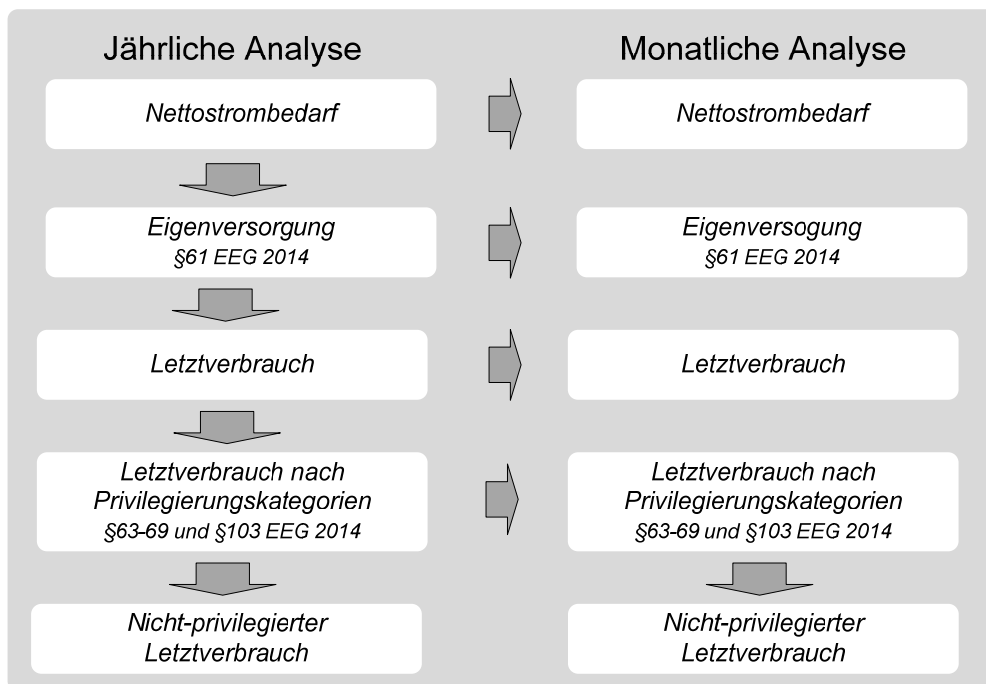 Jährliche Analyse
Monatliche Analyse
Nettostrombedarf
Nettostrombedarf
Eigenversorgung
§61 EEG 2014
Eigenversogung
§61 EEG 2014
Letztverbrauch
Letztverbrauch
Letztverbrauch nach
Privilegierungskategorien
§63-69 und §103 EEG 2014
Letztverbrauch nach
Privilegierungskategorien
§63-69 und §103 EEG 2014
Nicht-privilegierter
Letztverbrauch
Nicht-privilegierter
Letztverbrauch